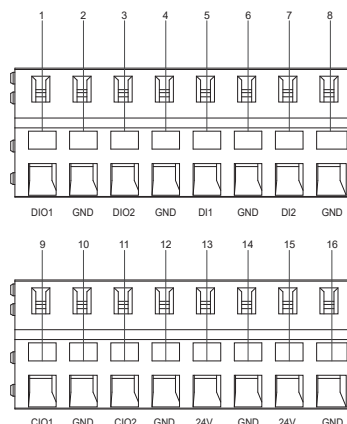 1 2 3 4 5 6 7 8
DIO1 GND DIO2 GND DI1 GND DI2 GND
9 10 11 12 13 14 15 16
CIO1 GND CIO2 GND 24V GND 24V GND